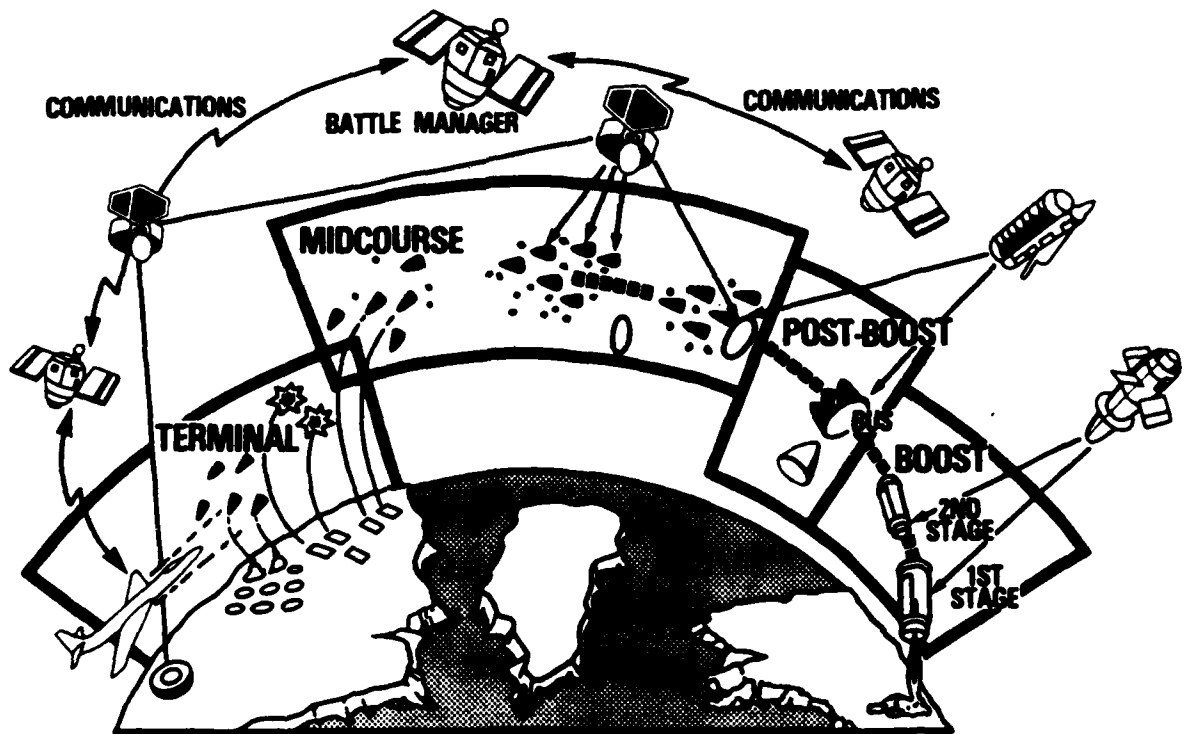 COMMUNICATIONS
BATTLE MANAGER
COMMUNICATIONS
MIDCOURSE
POST-BOOST
BUS
TERMINAL
BOOST
2ND
STAGE
1ST
STAGE